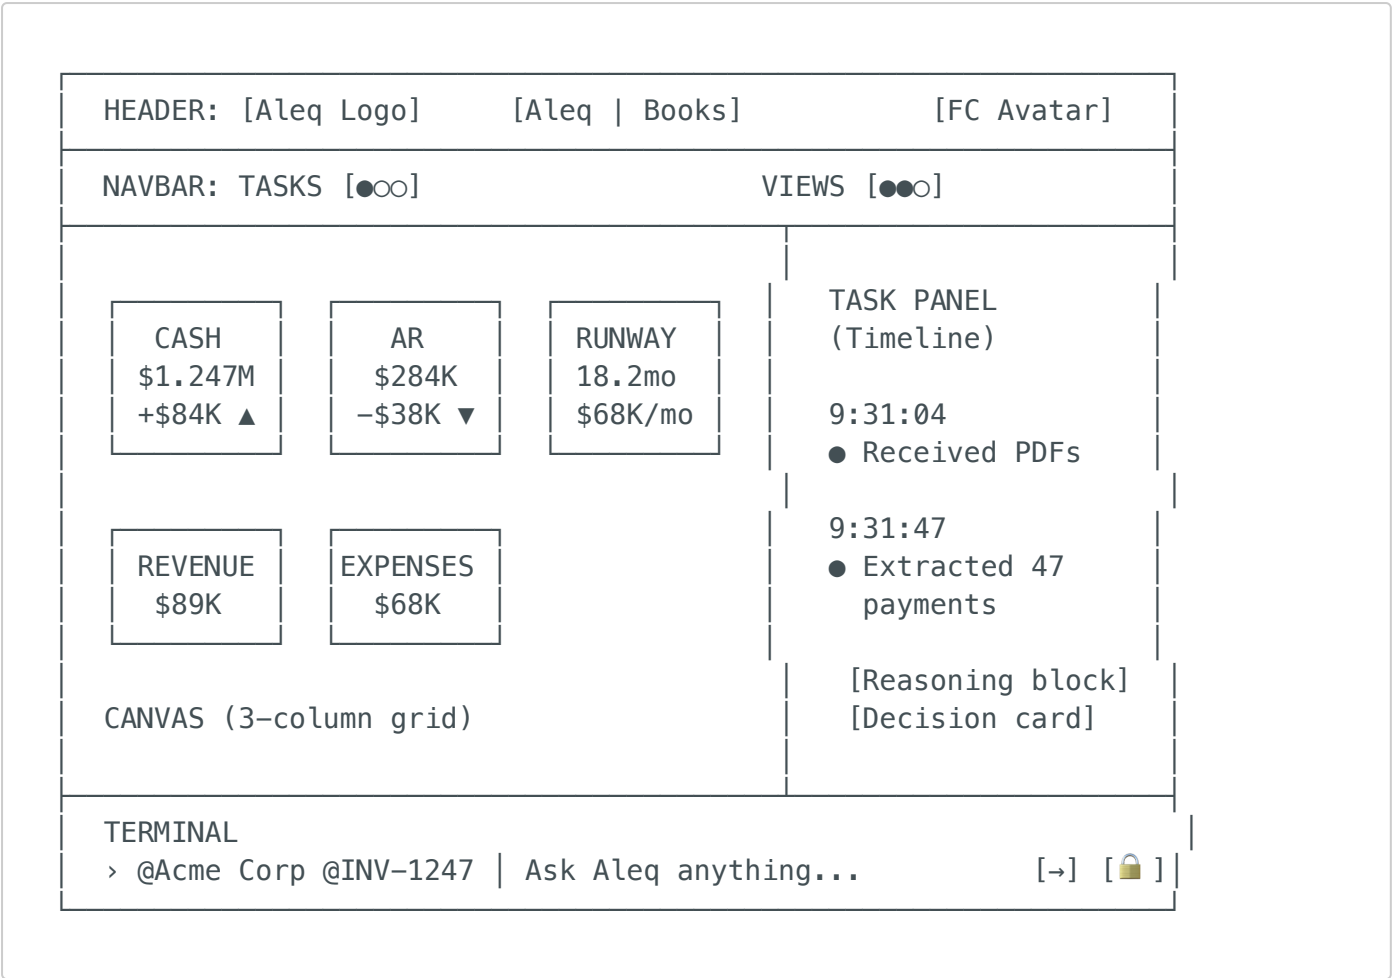 HEADER: [Aleq Logo] [Aleq | Books] [FC Avatar]
NAVBAR: TASKS [●○○] VIEWS [●●○]
CASH
$1.247M
+$84K ▲
AR
$284K
-$38K ▼
RUNWAY
18.2mo
$68K/mo
REVENUE
$89K
EXPENSES
$68K
CANVAS (3-column grid)
TASK PANEL
(Timeline)
9:31:04
● Received PDFs
9:31:47
● Extracted 47
payments
[Reasoning block]
[Decision card]
TERMINAL
› @Acme Corp @INV-1247 │ Ask Aleq anything... [→] [🔒]